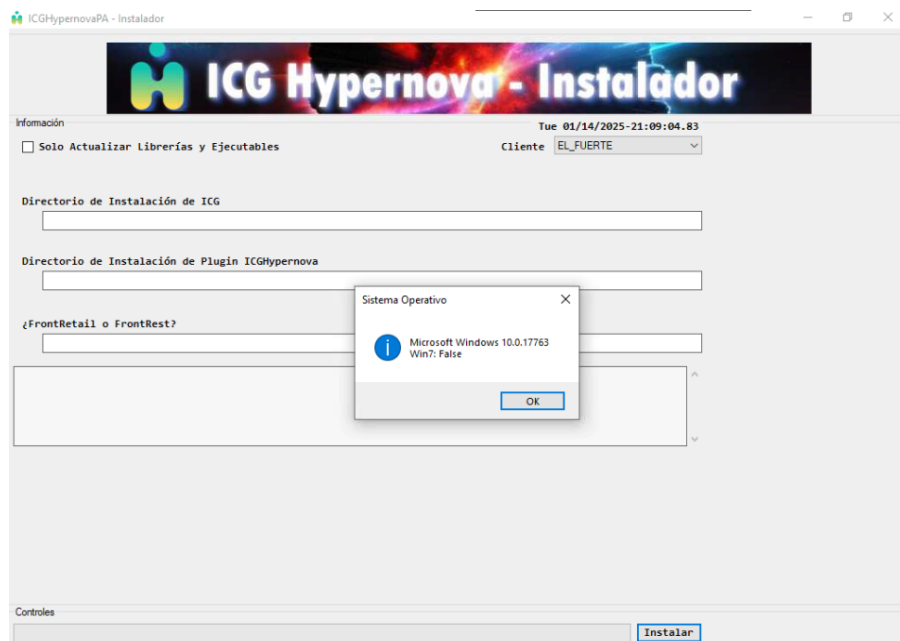 ICGHypernovaPA - Instalador
ICG Hypernova - Instalador
Información
Tue 01/14/2025-21:09:04.83
Solo Actualizar Librerías y Ejecutables
Cliente EL_FUERTE
Directorio de Instalación de ICG
Directorio de Instalación de Plugin ICGHypernova
Sistema Operativo
¿FrontRetail o FrontRest?
Microsoft Windows 10.0.17763
Win7: False
OK
Controles
Instalar